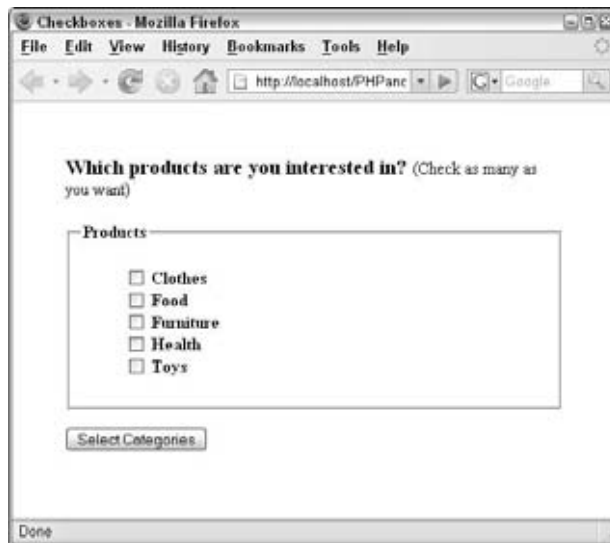 Checkboxes - Mozilla Firefox
File Edit View History Bookmarks Tools Help
http://localhost/PHPanc
G Google
Which products are you interested in? (Check as many as
you want)
Products
Clothes
Food
Furniture
Health
Toys
Select Categories
Done